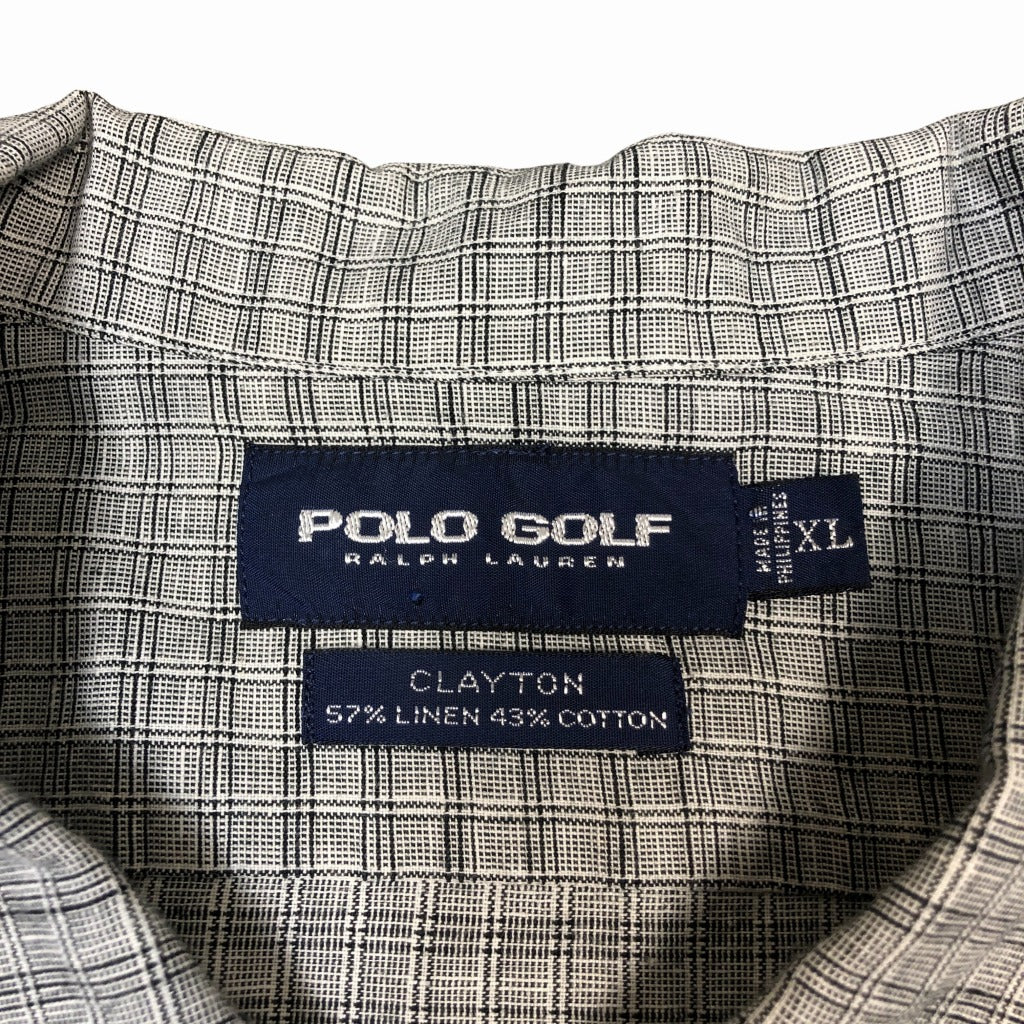 POLO GOLF
RALPH LAUREN
MADE IN
PHILIPPINES
XL
CLAYTON
57% LINEN 43% COTTON